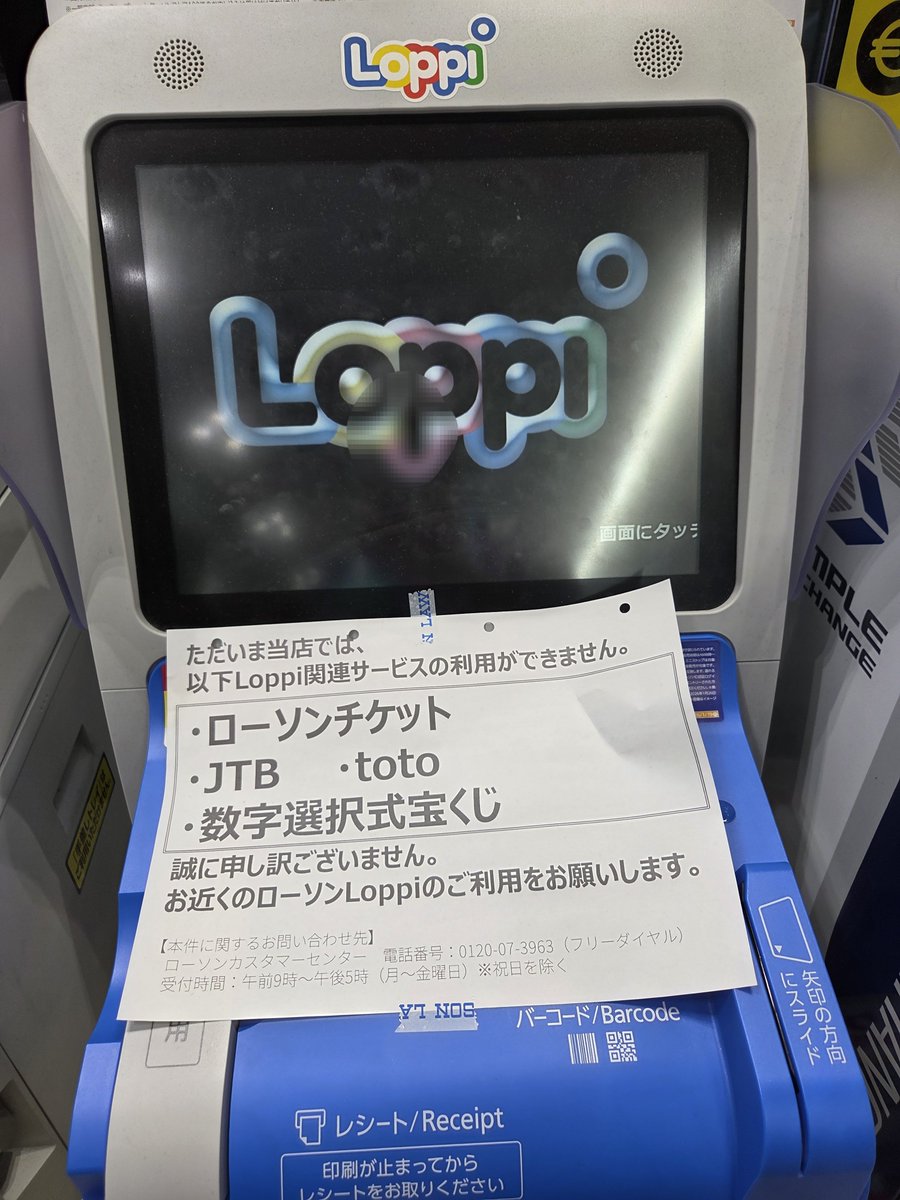 Loppi
Loppi
画面にタッチ
ただいま当店では、
以下Loppi関連サービスの利用ができません。
・ローソンチケット
・JTB ・toto
・数字選択式宝くじ
誠に申し訳ございません。
お近くのローソンLoppiのご利用をお願いします。
【本件に関するお問い合わせ先】
ローソンカスタマーセンター 電話番号：0120-07-3963（フリーダイヤル）
受付時間：午前9時～午後5時（月～金曜日）※祝日を除く
N LAW
SON LA
用
バーコード/Barcode
矢印の方向
にスライド
レシート/Receipt
印刷が止まってから
レシートをお取りください
MPLE
CHANGE